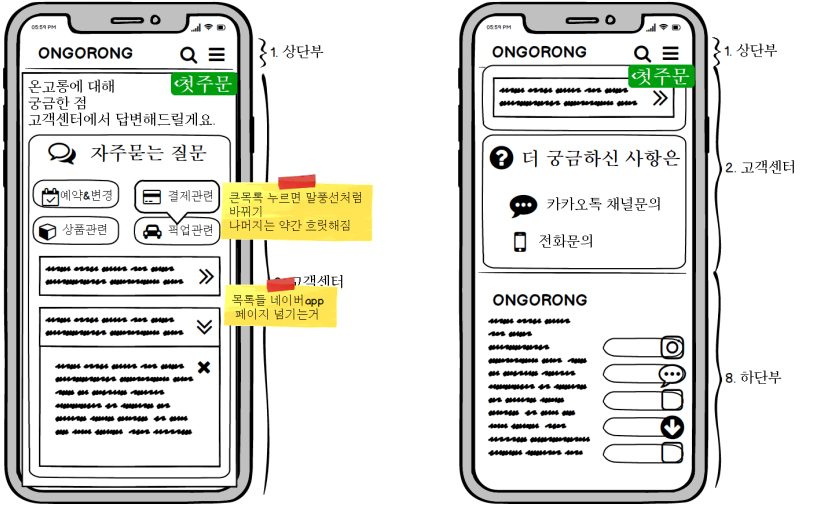 05:59 PM
ONGORONG
1. 상단부
온고롱에 대해
궁금한 점
고객센터에서 답변해드릴게요.
첫주문
자주묻는 질문
예약&변경
결제관련
상품관련
픽업관련
큰목록 누르면 말풍선처럼
바뀌기
나머지는 약간 흐릿해짐
고객센터
목록들 네이버app
페이지 넘기는거
05:59 PM
ONGORONG
1. 상단부
첫주문
더 궁금하신 사항은
카카오톡 채널문의
전화문의
2. 고객센터
ONGORONG
8. 하단부